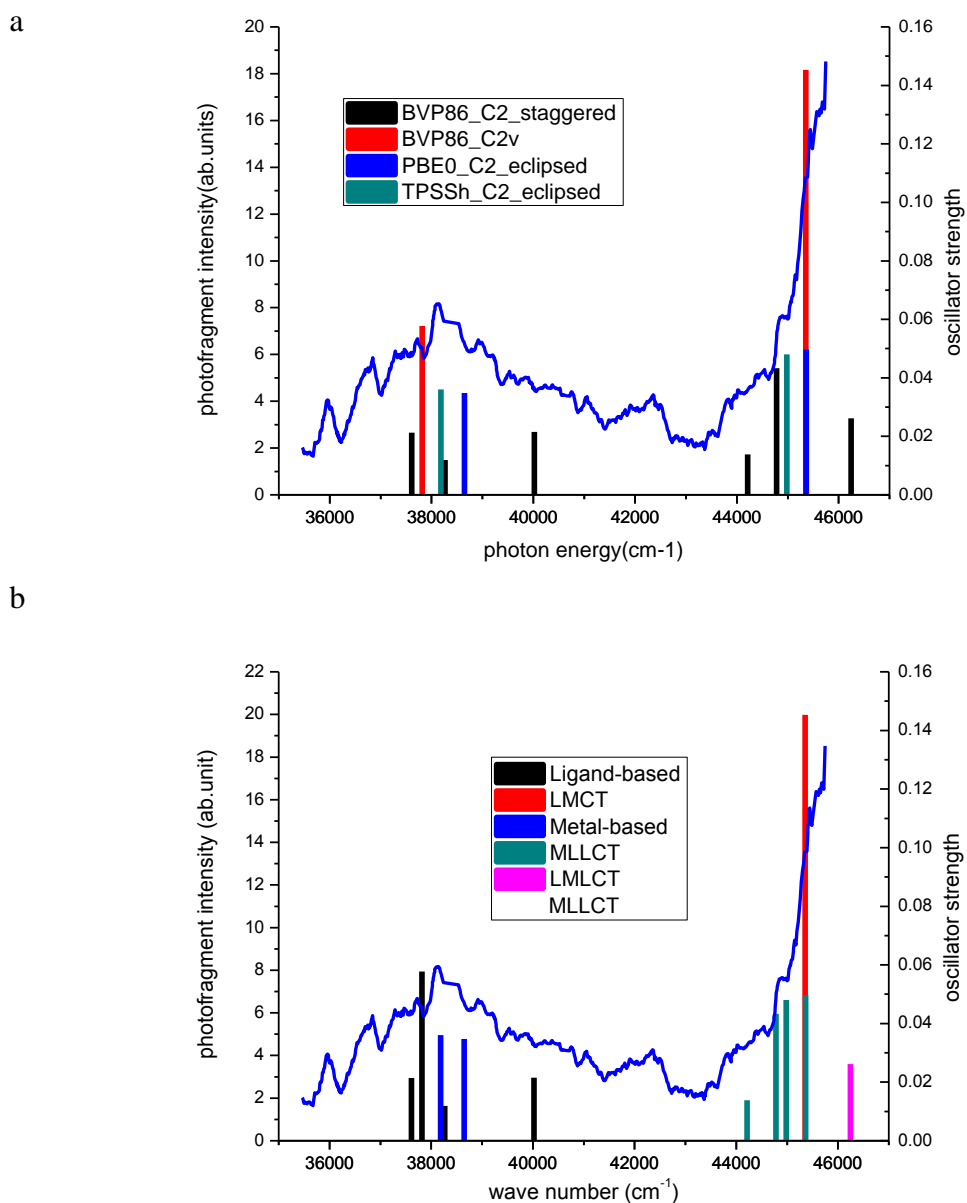 a
20
18
16
14
12
10
8
6
4
2
0
photofragment intensity(ab.units)
BVP86_C2_staggered
BVP86_C2v
PBE0_C2_eclipsed
TPSSh_C2_eclipsed
0.16
0.14
0.12
0.10
0.08
0.06
0.04
0.02
0.00
oscillator strength
36000 38000 40000 42000 44000 46000
photon energy(cm-1)
b
22
20
18
16
14
12
10
8
6
4
2
0
photofragment intensity (ab.unit)
Ligand-based
LMCT
Metal-based
MLLCT
LMLCT
MLLCT
0.16
0.14
0.12
0.10
0.08
0.06
0.04
0.02
0.00
oscillator strength
36000 38000 40000 42000 44000 46000
wave number (cm⁻¹)